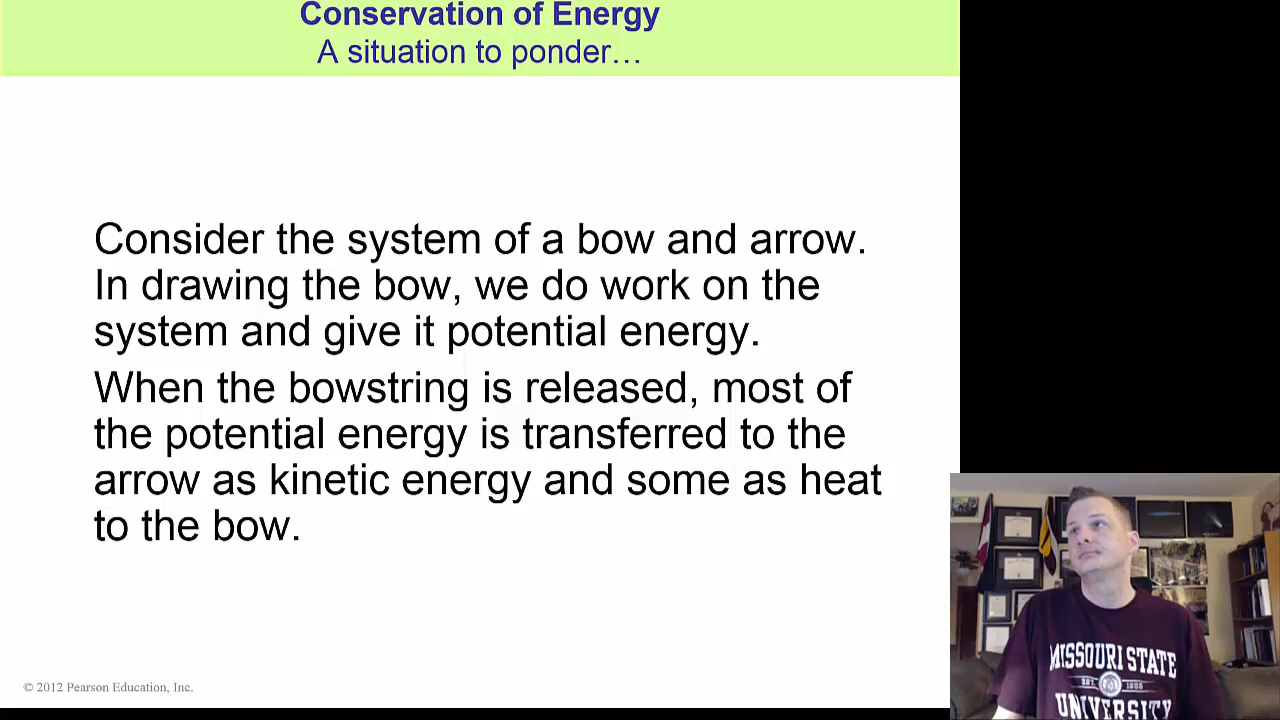 Conservation of Energy
A situation to ponder…
Consider the system of a bow and arrow.
In drawing the bow, we do work on the
system and give it potential energy.
When the bowstring is released, most of
the potential energy is transferred to the
arrow as kinetic energy and some as heat
to the bow.
© 2012 Pearson Education, Inc.
MISSOURI STATE
UNIVERSITY